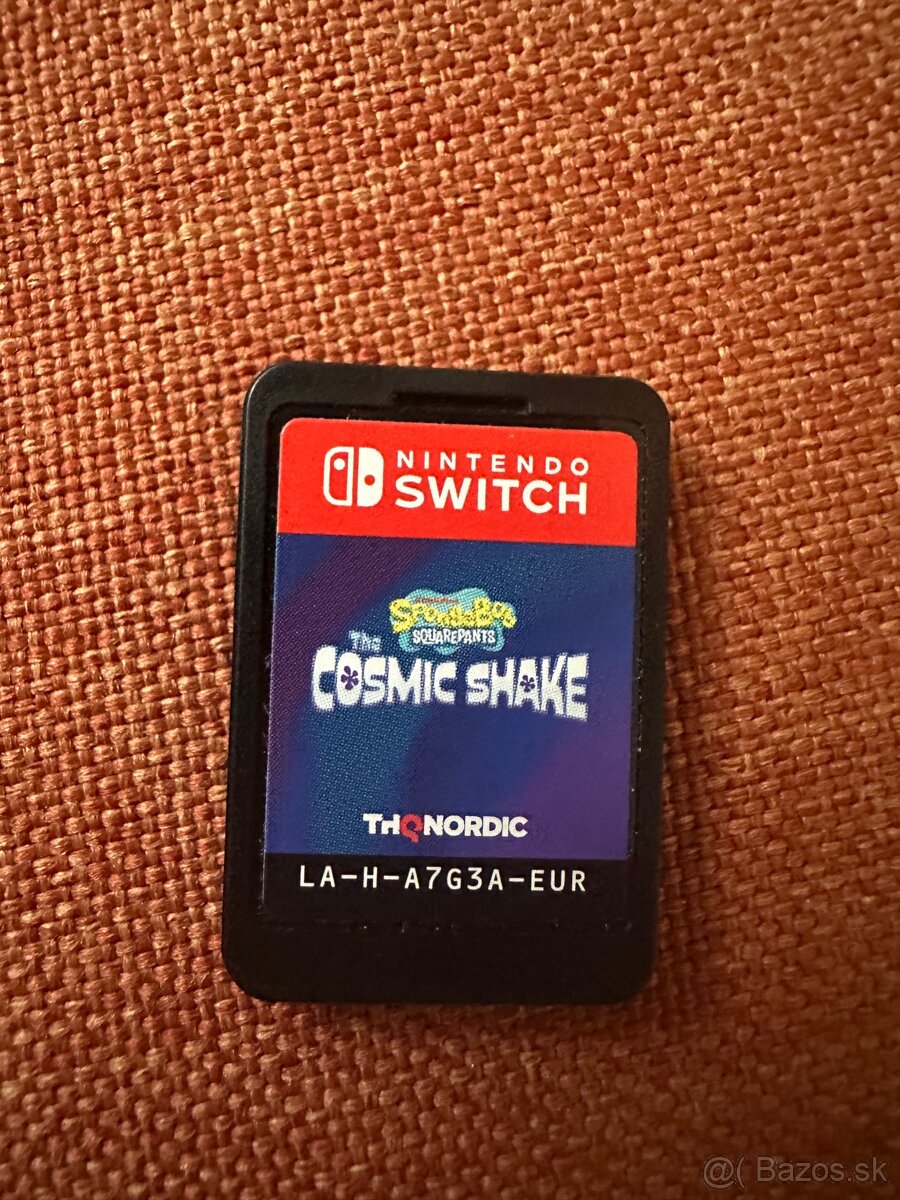 NINTENDO
SWITCH
SpongeBob
SQUAREPANTS
The
COSMIC SHAKE
THQNORDIC
LA-H-A7G3A-EUR
@( Bazos.sk